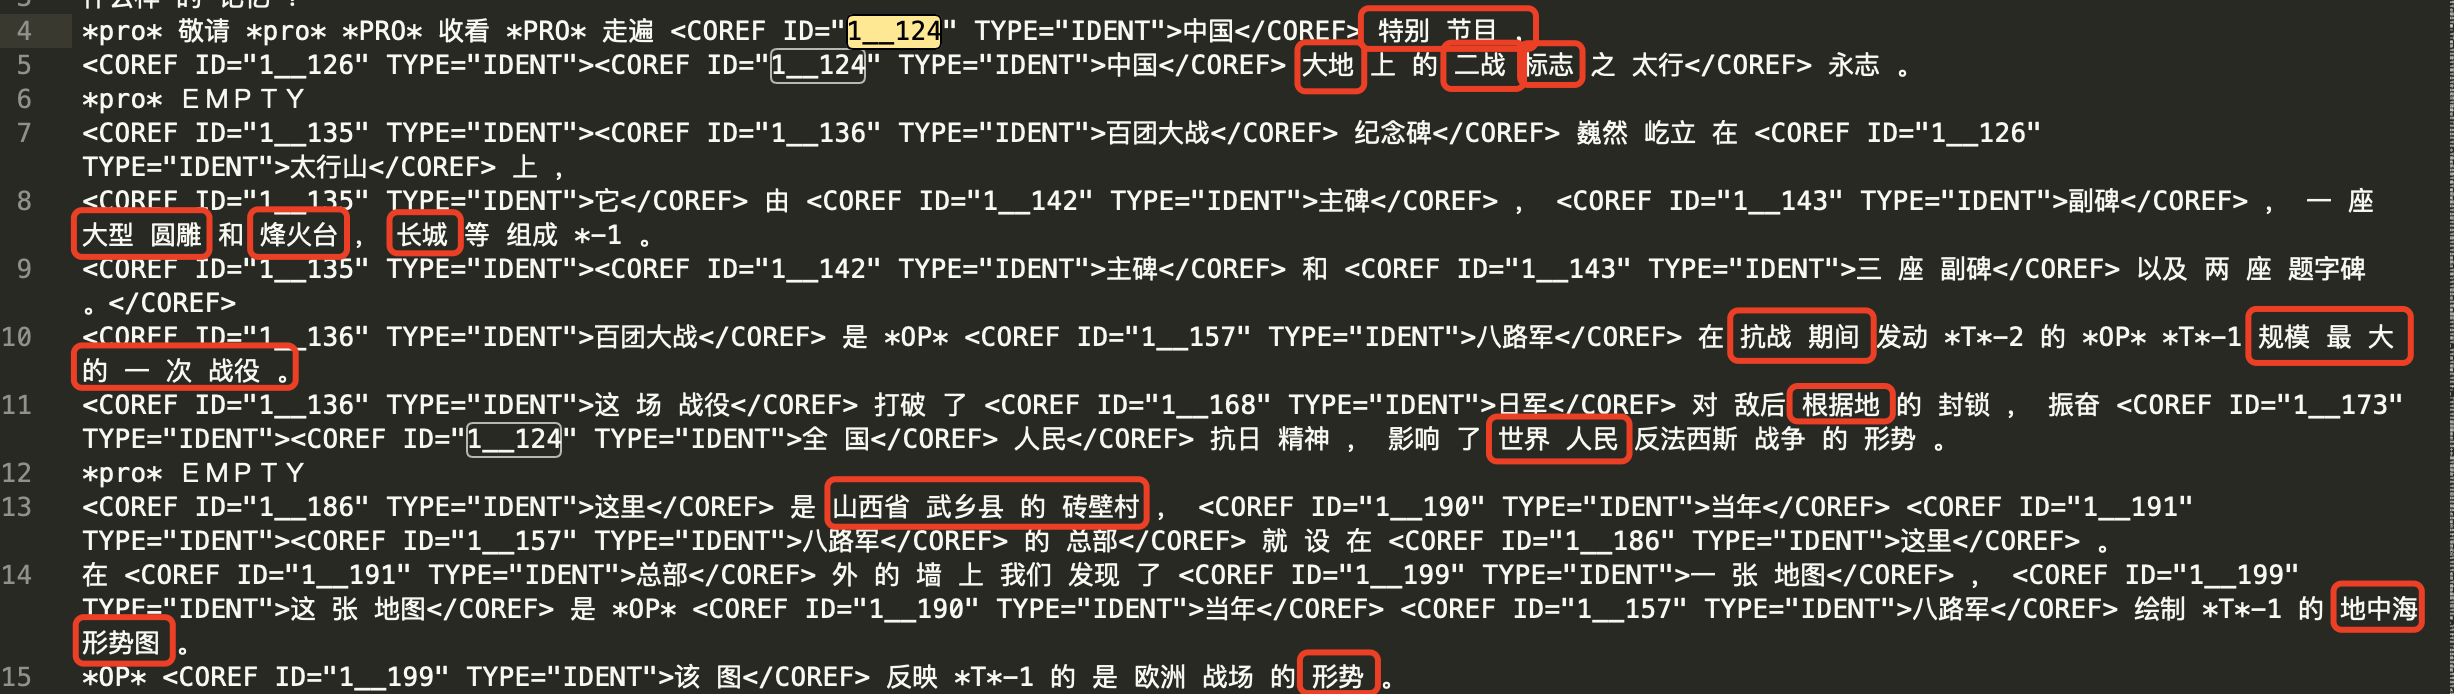 3
4 *pro* 敬请 *pro* *PRO* 收看 *PRO* 走遍 <COREF ID="1__124" TYPE="IDENT">中国</COREF> 特别 节目 ，
5 <COREF ID="1__126" TYPE="IDENT"><COREF ID="1__124" TYPE="IDENT">中国</COREF> 大地 上 的 二战 标志 之 太行</COREF> 永志 。
6 *pro* ＥＭＰＴＹ
7 <COREF ID="1__135" TYPE="IDENT"><COREF ID="1__136" TYPE="IDENT">百团大战</COREF> 纪念碑</COREF> 巍然 屹立 在 <COREF ID="1__126"
TYPE="IDENT">太行山</COREF> 上 ，
8 <COREF ID="1__135" TYPE="IDENT">它</COREF> 由 <COREF ID="1__142" TYPE="IDENT">主碑</COREF> ， <COREF ID="1__143" TYPE="IDENT">副碑</COREF> ， 一 座
大型 圆雕 和 烽火台 ， 长城 等 组成 *-1 。
9 <COREF ID="1__135" TYPE="IDENT"><COREF ID="1__142" TYPE="IDENT">主碑</COREF> 和 <COREF ID="1__143" TYPE="IDENT">三 座 副碑</COREF> 以及 两 座 题字碑
。</COREF>
10 <COREF ID="1__136" TYPE="IDENT">百团大战</COREF> 是 *OP* <COREF ID="1__157" TYPE="IDENT">八路军</COREF> 在 抗战 期间 发动 *T*-2 的 *OP* *T*-1 规模 最 大
的 一 次 战役 。
11 <COREF ID="1__136" TYPE="IDENT">这 场 战役</COREF> 打破 了 <COREF ID="1__168" TYPE="IDENT">日军</COREF> 对 敌后 根据地 的 封锁 ， 振奋 <COREF ID="1__173"
TYPE="IDENT"><COREF ID="1__124" TYPE="IDENT">全 国</COREF> 人民</COREF> 抗日 精神 ， 影响 了 世界 人民 反法西斯 战争 的 形势 。
12 *pro* ＥＭＰＴＹ
13 <COREF ID="1__186" TYPE="IDENT">这里</COREF> 是 山西省 武乡县 的 砖壁村 ， <COREF ID="1__190" TYPE="IDENT">当年</COREF> <COREF ID="1__191"
TYPE="IDENT"><COREF ID="1__157" TYPE="IDENT">八路军</COREF> 的 总部</COREF> 就 设 在 <COREF ID="1__186" TYPE="IDENT">这里</COREF> 。
14 在 <COREF ID="1__191" TYPE="IDENT">总部</COREF> 外 的 墙 上 我们 发现 了 <COREF ID="1__199" TYPE="IDENT">一 张 地图</COREF> ， <COREF ID="1__199"
TYPE="IDENT">这 张 地图</COREF> 是 *OP* <COREF ID="1__190" TYPE="IDENT">当年</COREF> <COREF ID="1__157" TYPE="IDENT">八路军</COREF> 绘制 *T*-1 的 地中海
形势图 。
15 *OP* <COREF ID="1__199" TYPE="IDENT">该 图</COREF> 反映 *T*-1 的 是 欧洲 战场 的 形势 。